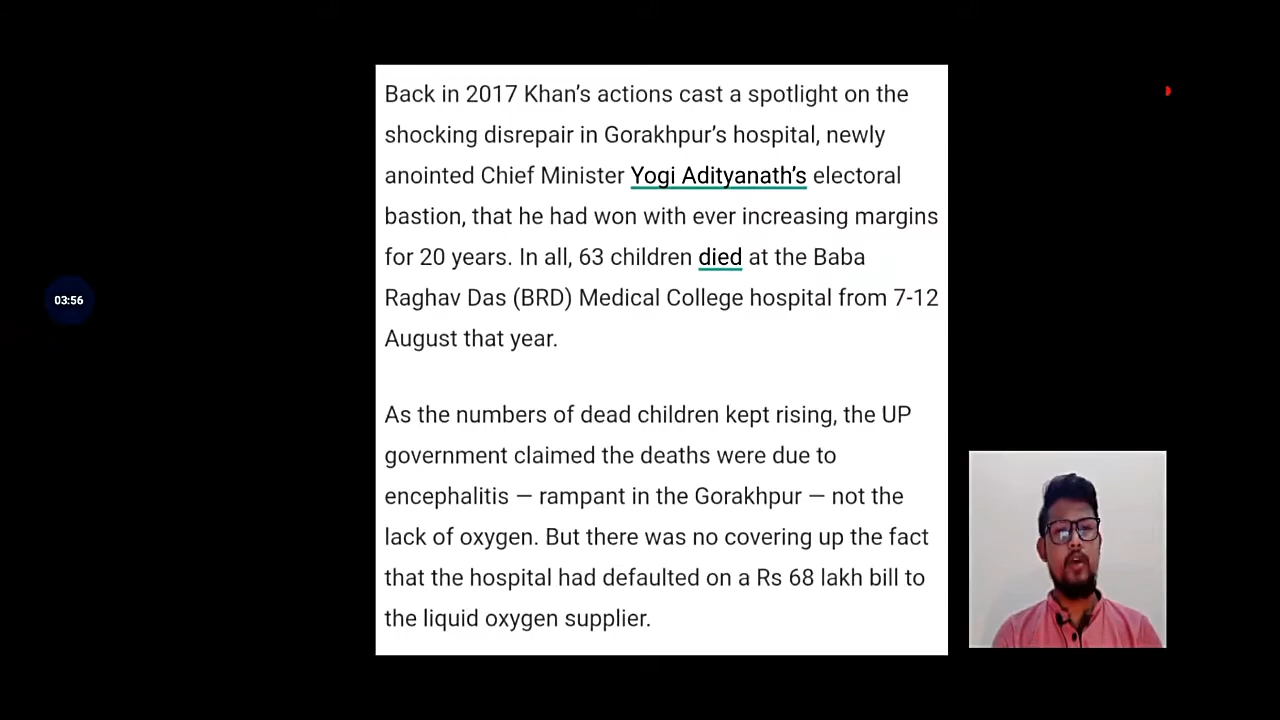 Back in 2017 Khan’s actions cast a spotlight on the
shocking disrepair in Gorakhpur’s hospital, newly
anointed Chief Minister Yogi Adityanath’s electoral
bastion, that he had won with ever increasing margins
for 20 years. In all, 63 children died at the Baba
Raghav Das (BRD) Medical College hospital from 7-12
August that year.
As the numbers of dead children kept rising, the UP
government claimed the deaths were due to
encephalitis — rampant in the Gorakhpur — not the
lack of oxygen. But there was no covering up the fact
that the hospital had defaulted on a Rs 68 lakh bill to
the liquid oxygen supplier.
03:56